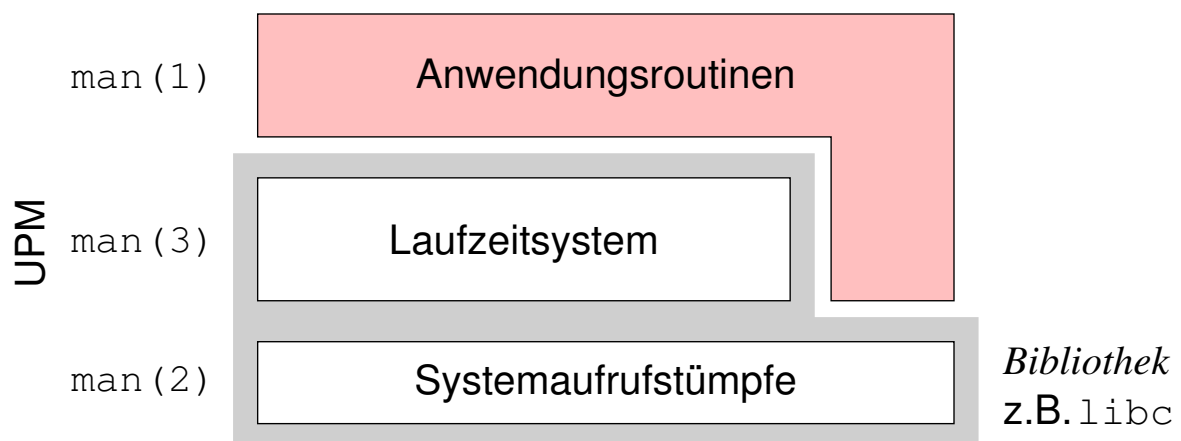 man(1)
Anwendungsroutinen
UPM
man(3)
Laufzeitsystem
man(2)
Systemaufrufstümpfe
Bibliothek
z.B. libc